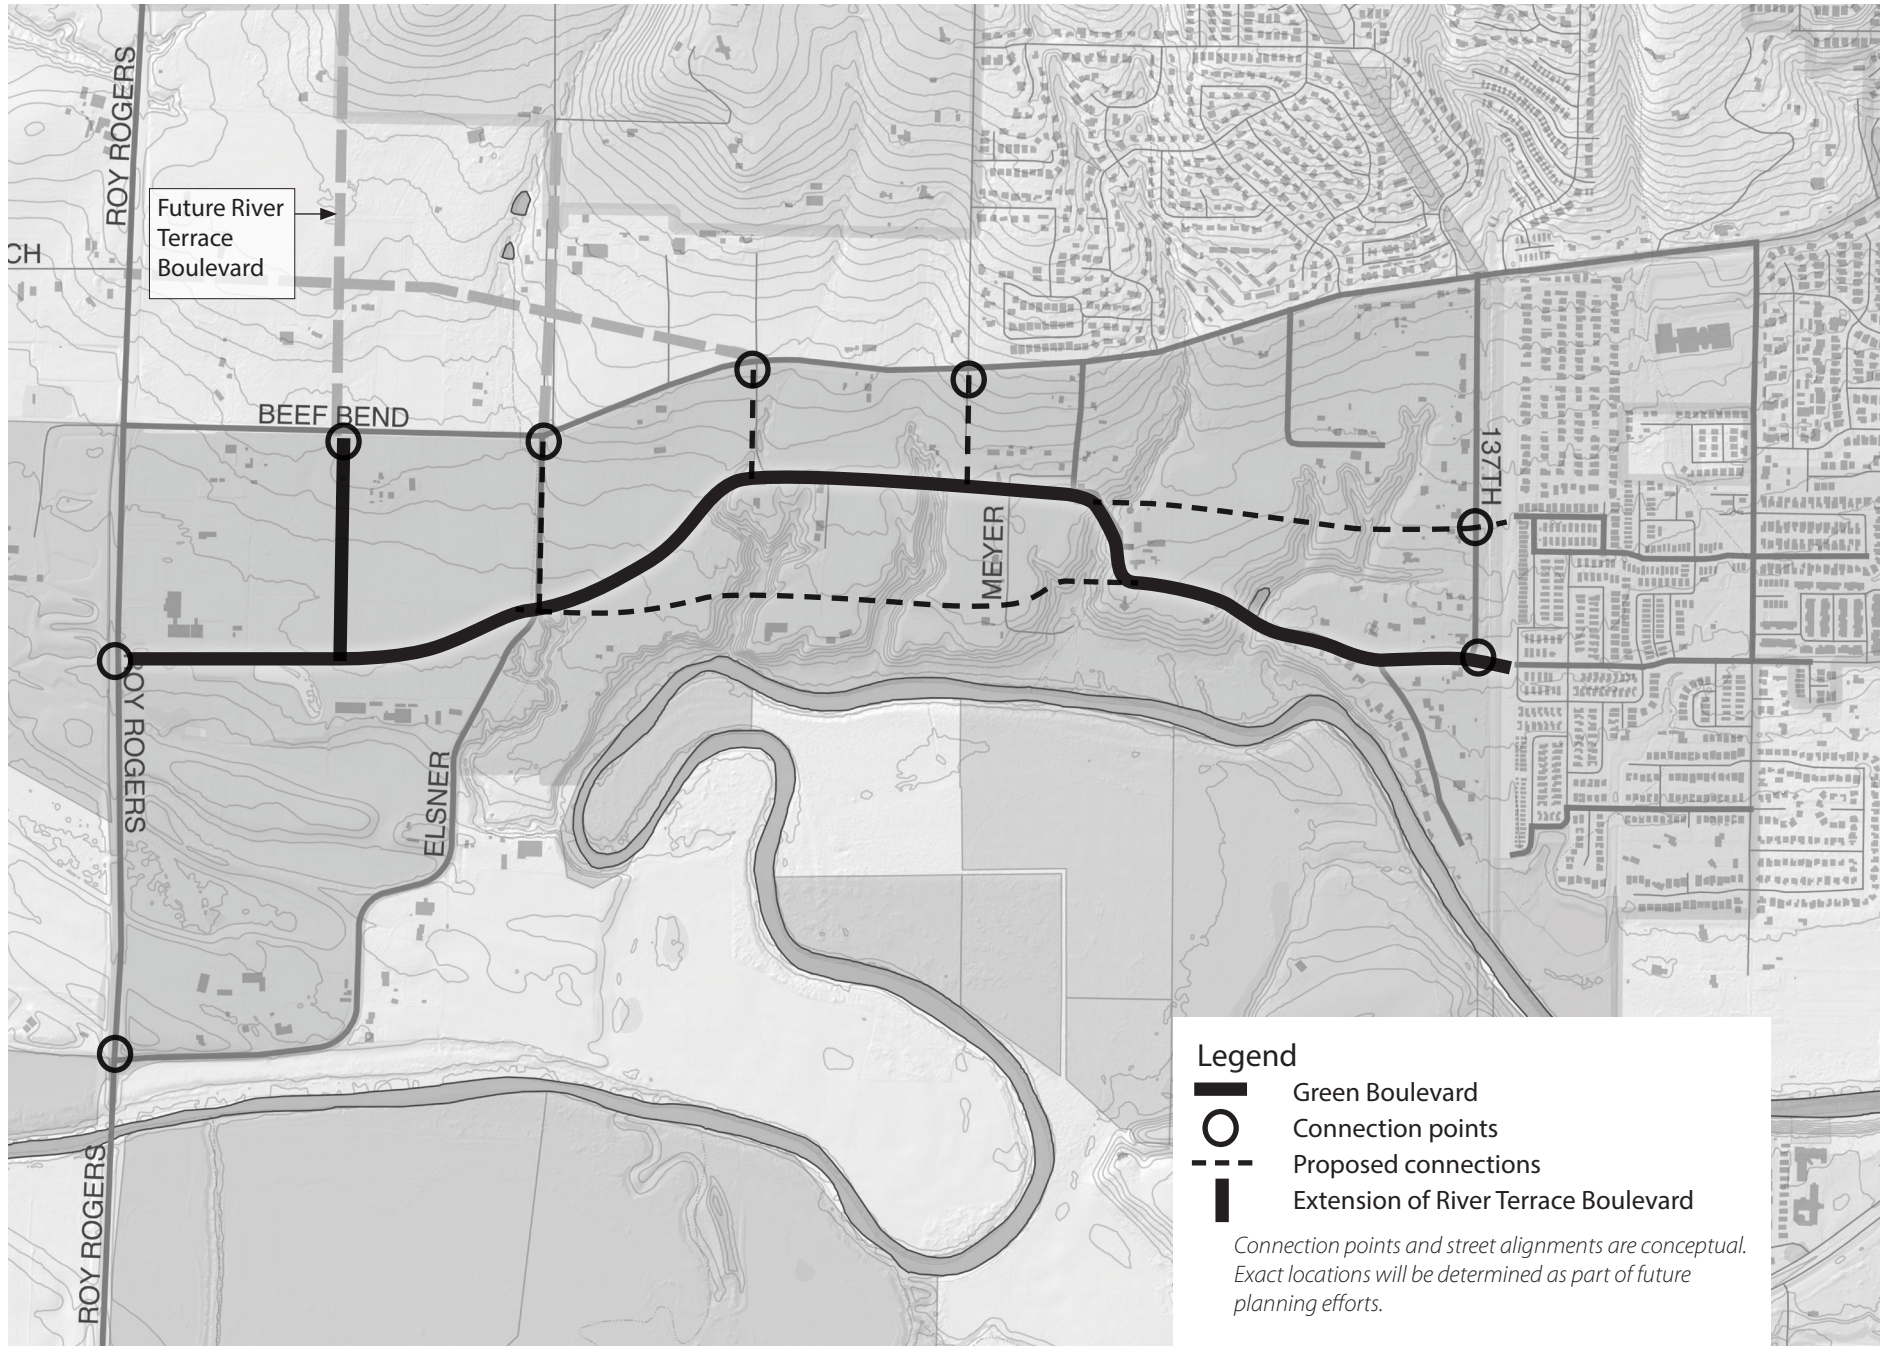 ROY ROGERS
Future River
Terrace
Boulevard
CH
BEEF BEND
137TH
MEYER
ROY ROGERS
ELSNER
ROY ROGERS
Legend
Green Boulevard
Connection points
Proposed connections
Extension of River Terrace Boulevard
Connection points and street alignments are conceptual.
Exact locations will be determined as part of future
planning efforts.